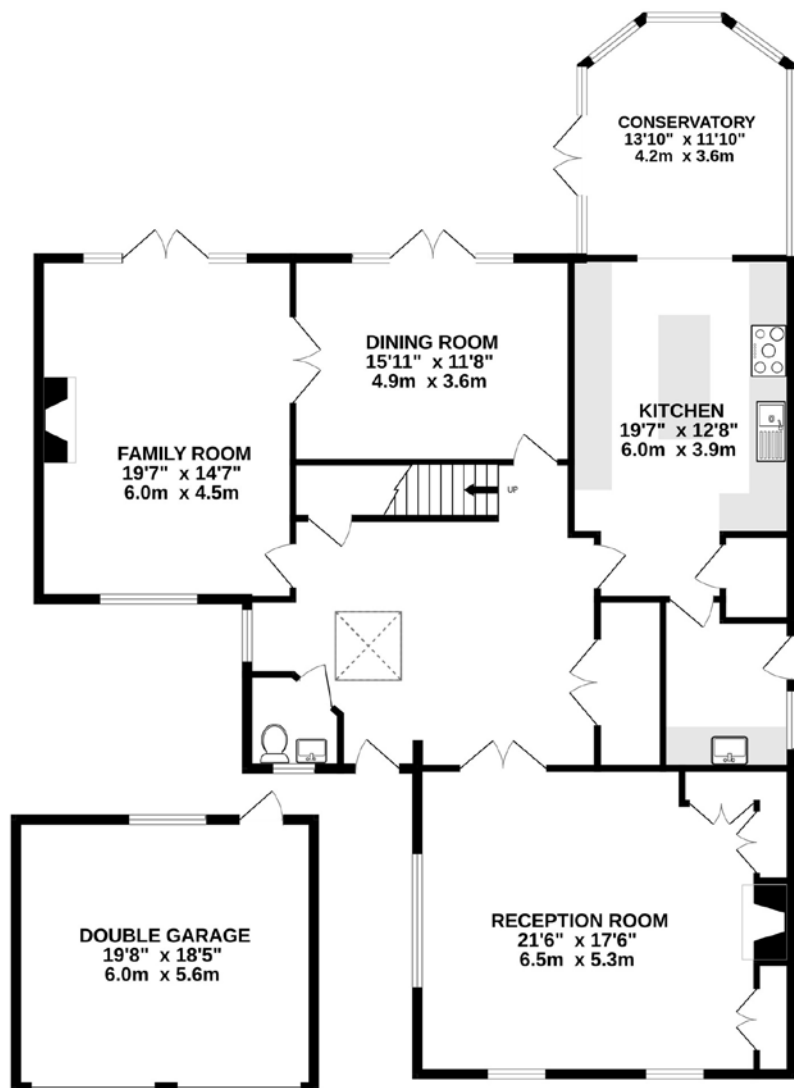 CONSERVATORY
13'10" x 11'10"
4.2m x 3.6m
DINING ROOM
15'11" x 11'8"
4.9m x 3.6m
KITCHEN
19'7" x 12'8"
6.0m x 3.9m
FAMILY ROOM
19'7" x 14'7"
6.0m x 4.5m
UP
RECEPTION ROOM
21'6" x 17'6"
6.5m x 5.3m
DOUBLE GARAGE
19'8" x 18'5"
6.0m x 5.6m